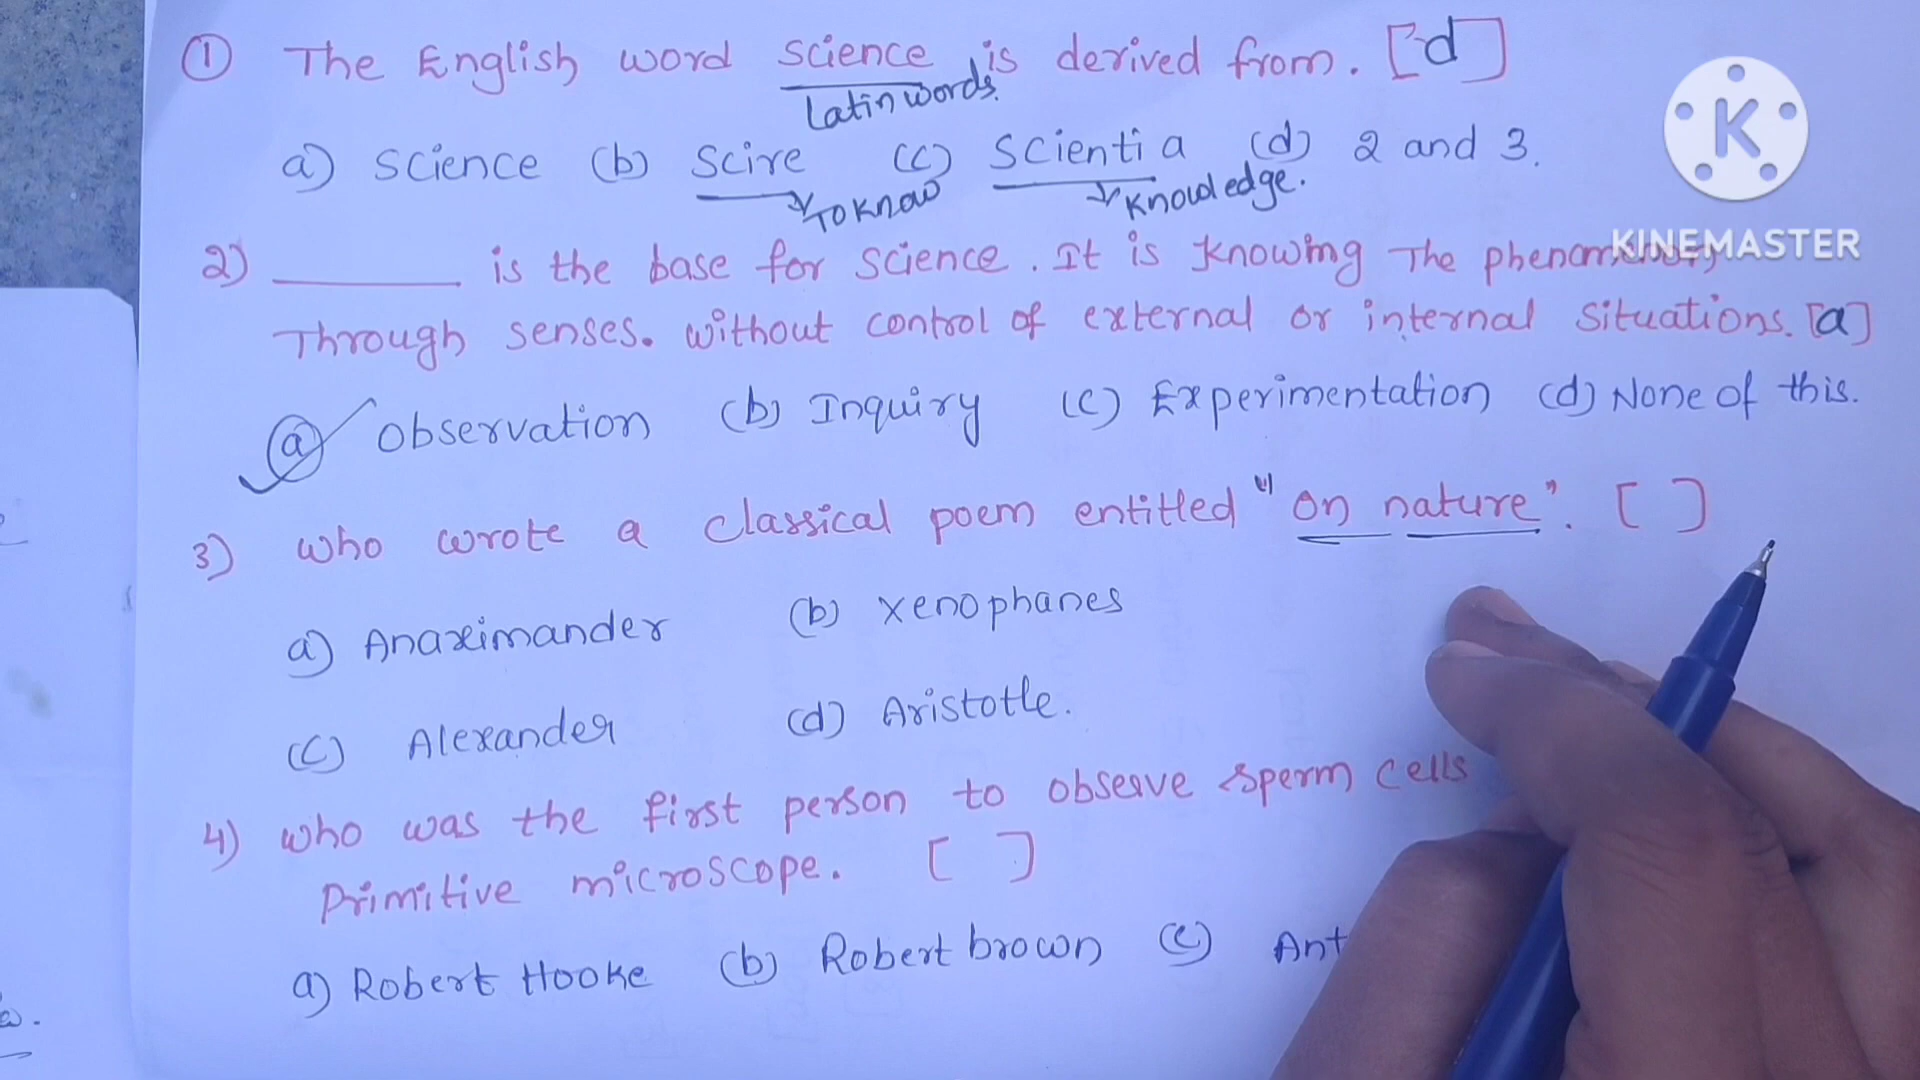 ① The English word science is derived from. [d]
Latin words.
a) science (b) Scire (c) Scientia (d) 2 and 3.
To know Knowledge.
2) ________ is the base for science. It is knowing The
Through senses. without control of external or internal situations. [a]
a) observation (b) Inquiry (c) Experimentation (d) None of this.
3) who wrote a classical poem entitled "on nature". [ ]
a) Anaximander (b) xenophanes
(c) Alexander (d) Aristotle.
4) who was the first person to observe sperm cells
primitive microscope. [ ]
a) Robert Hooke (b) Robert brown (c) Ant
K
KINEMASTER